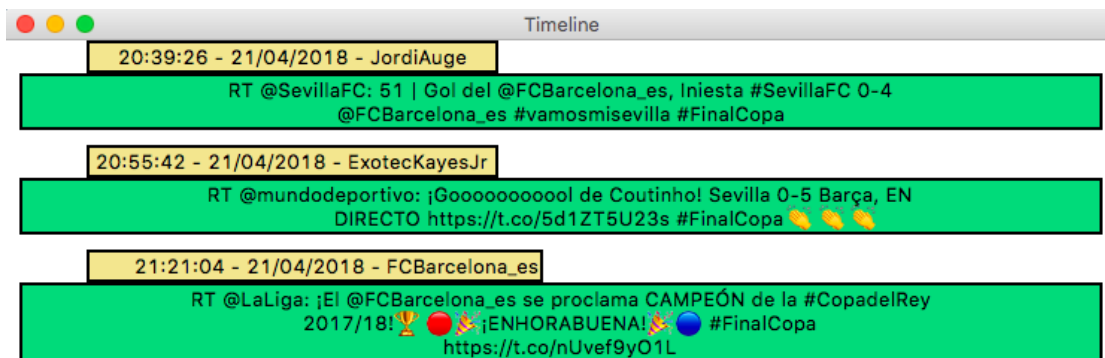 Timeline
20:39:26 - 21/04/2018 - JordiAuge
RT @SevillaFC: 51 | Gol del @FCBarcelona_es, Iniesta #SevillaFC 0-4
@FCBarcelona_es #vamosmisevilla #FinalCopa
20:55:42 - 21/04/2018 - ExotecKayesJr
RT @mundodeportivo: ¡Gooooooooool de Coutinho! Sevilla 0-5 Barça, EN
DIRECTO https://t.co/5d1ZT5U23s #FinalCopa👏 👏 👏
21:21:04 - 21/04/2018 - FCBarcelona_es
RT @LaLiga: ¡El @FCBarcelona_es se proclama CAMPEÓN de la #CopadelRey
2017/18!🏆 🔴🎉¡ENHORABUENA!🎉🔵 #FinalCopa
https://t.co/nUvef9yO1L